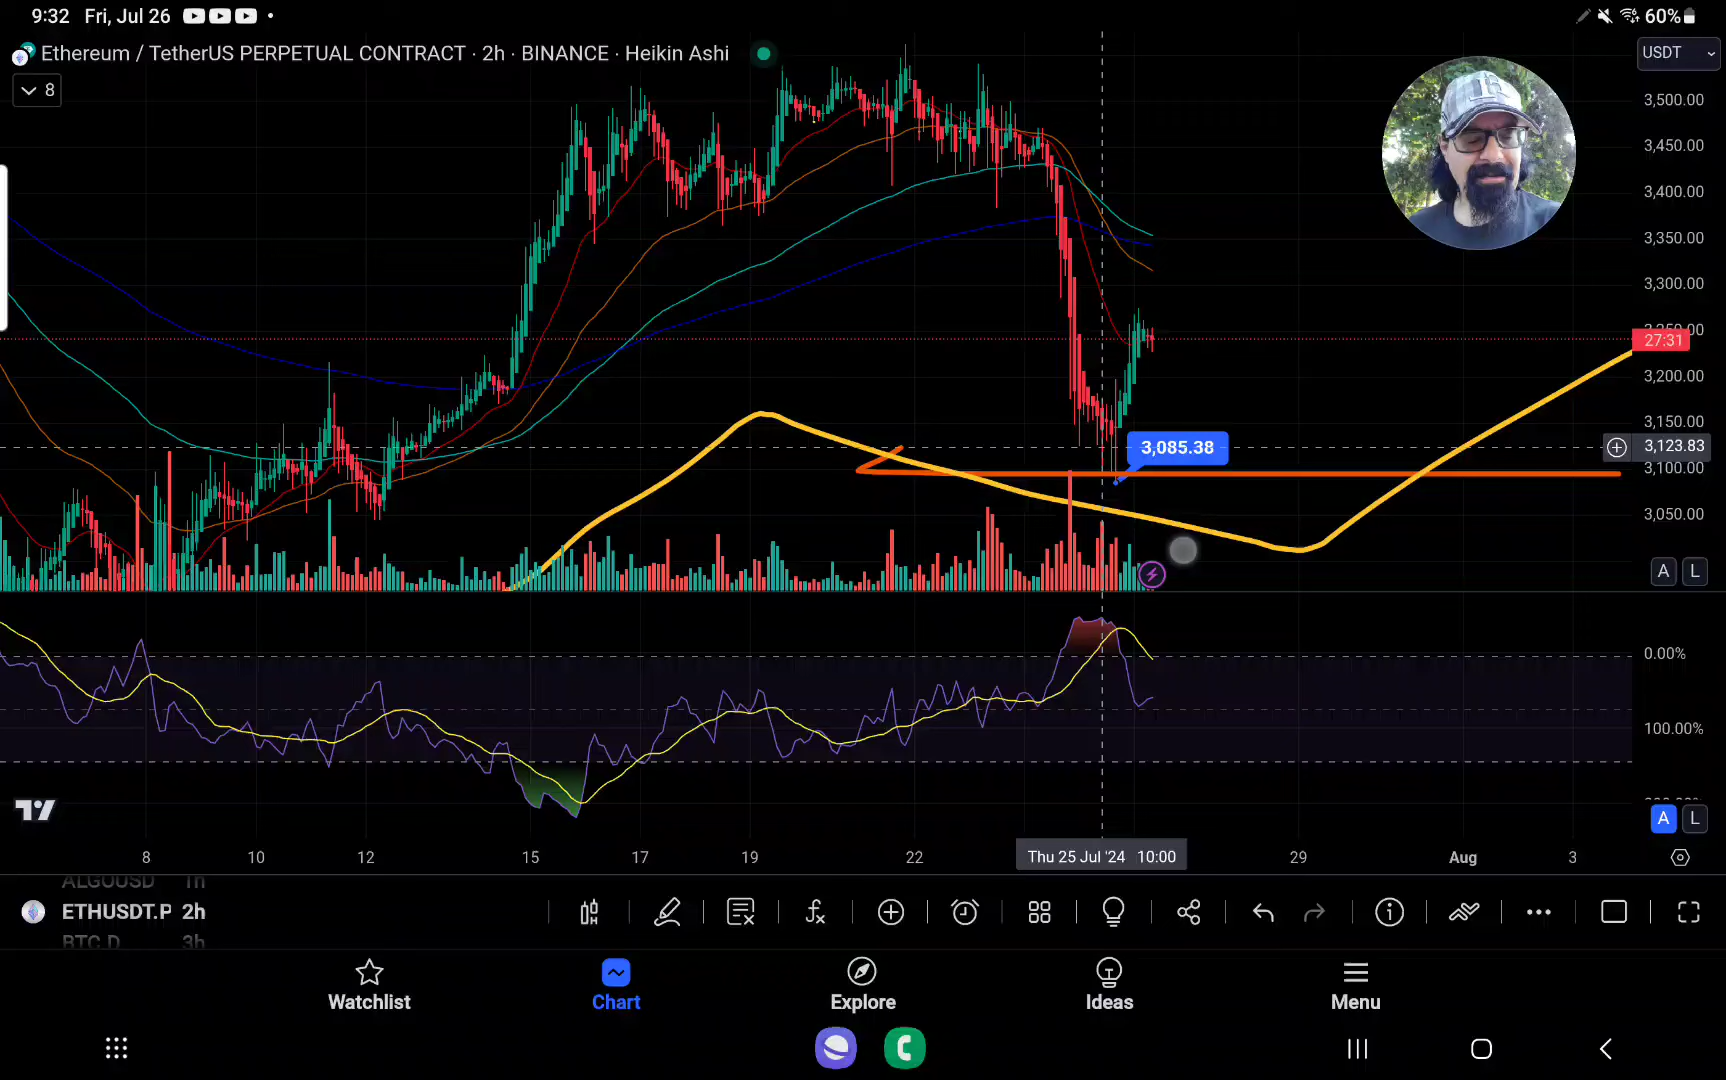 9:32 Fri, Jul 26 60%
Ethereum / TetherUS PERPETUAL CONTRACT · 2h · BINANCE · Heikin Ashi
USDT
8
3,500.00
3,450.00
3,400.00
3,350.00
3,300.00
27:31
3,200.00
3,150.00
3,085.38
3,123.83
3,100.00
3,050.00
A L
0.00%
100.00%
A L
8 10 12 15 17 19 22 Thu 25 Jul '24 10:00 29 Aug 3
ALGOUSD 1h
ETHUSDT.P 2h
BTC.D 3h
Watchlist Chart Explore Ideas Menu